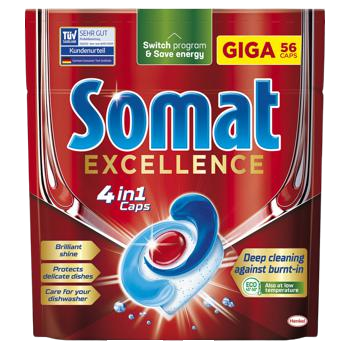 TÜV
SEHR GUT
Kundenurteil
Switch program
& Save energy
GIGA 56
CAPS
Somat
EXCELLENCE
4in1
Caps
Brilliant
shine
Protects
delicate dishes
Care for your
dishwasher
Deep cleaning
against burnt-in
ECO
Also at low
temperature
Henkel